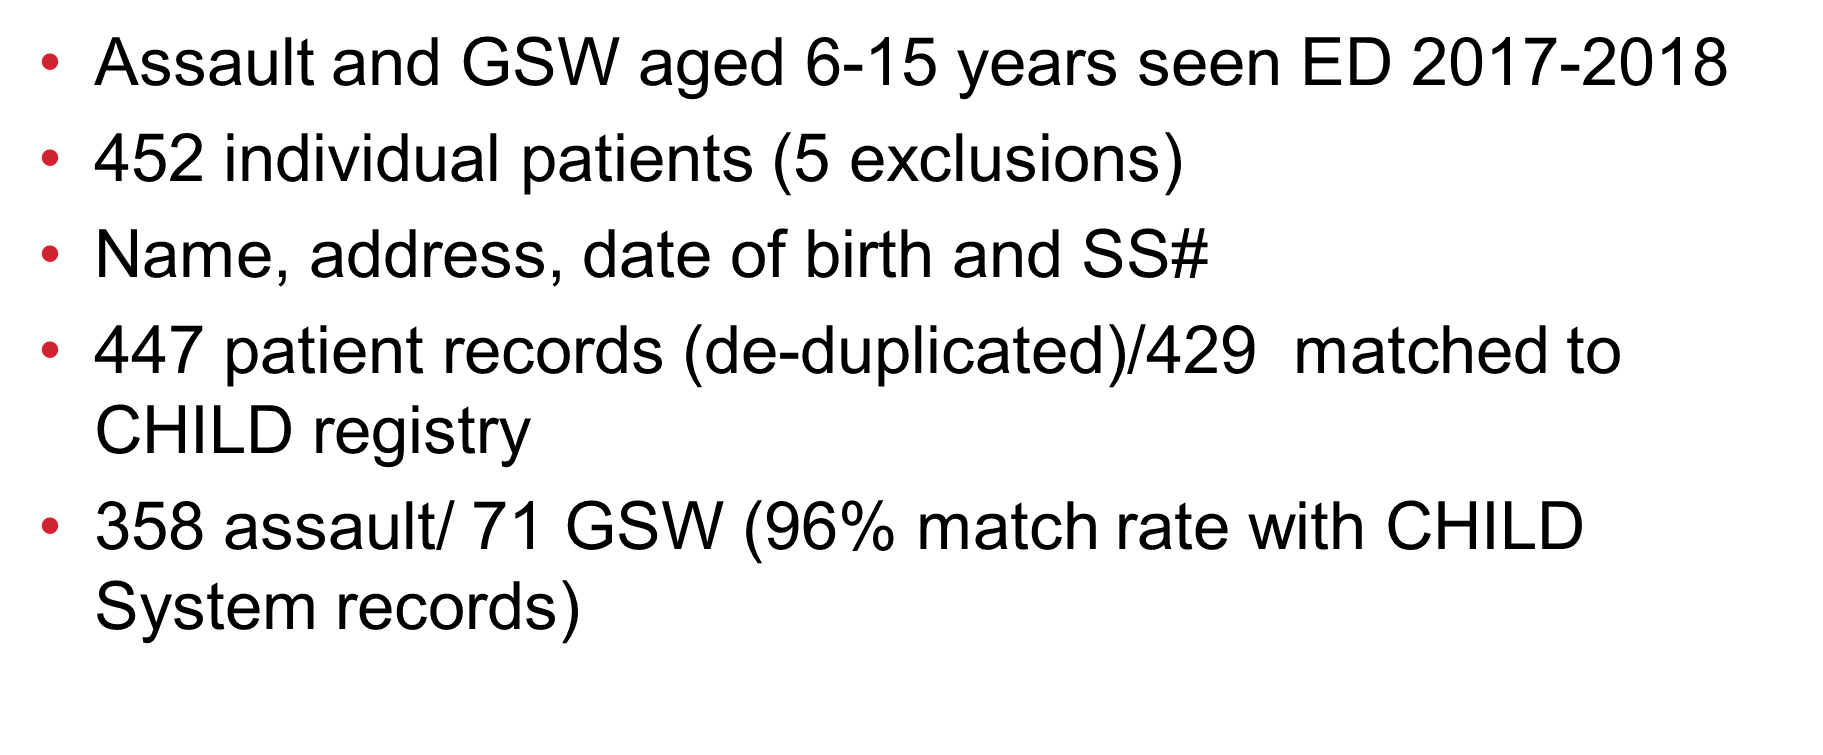 • Assault and GSW aged 6-15 years seen ED 2017-2018
• 452 individual patients (5 exclusions)
• Name, address, date of birth and SS#
• 447 patient records (de-duplicated)/429  matched to
CHILD registry
• 358 assault/ 71 GSW (96% match rate with CHILD
System records)